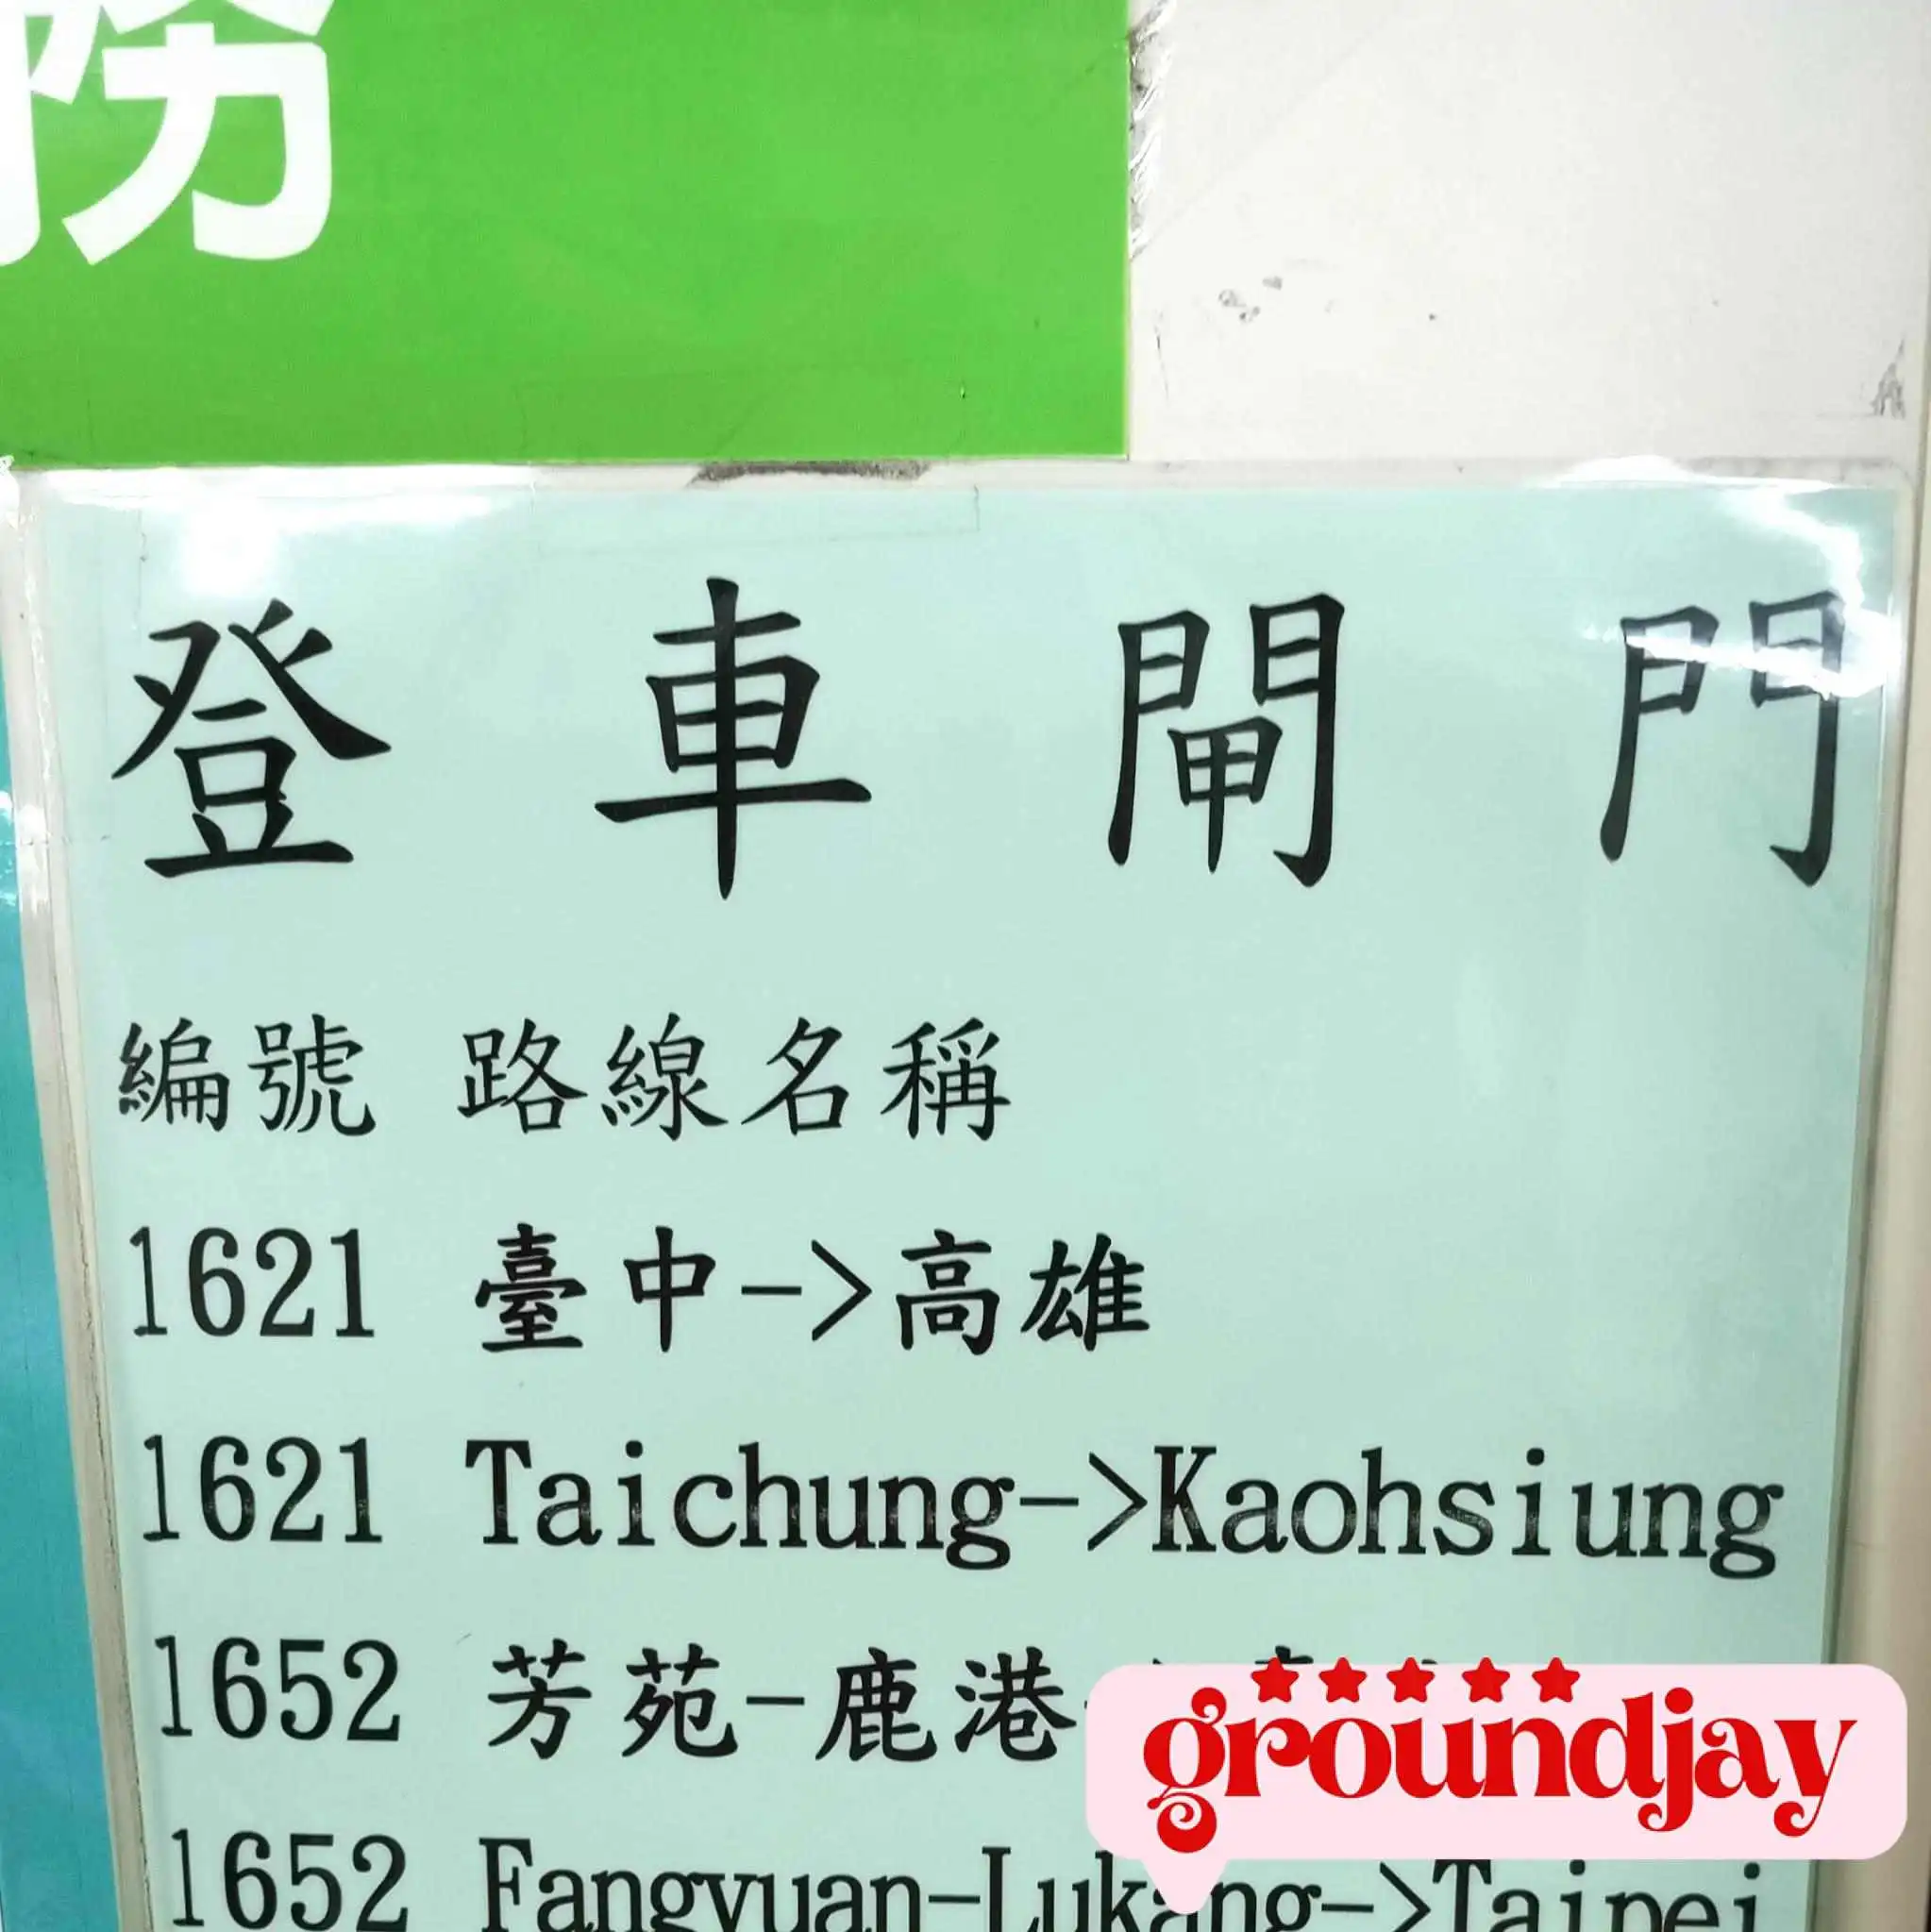 務
登車閘門
編號 路線名稱
1621 臺中->高雄
1621 Taichung->Kaohsiung
1652 芳苑-鹿港
1652 Fangyuan-Lukang->Taipei
groundjay